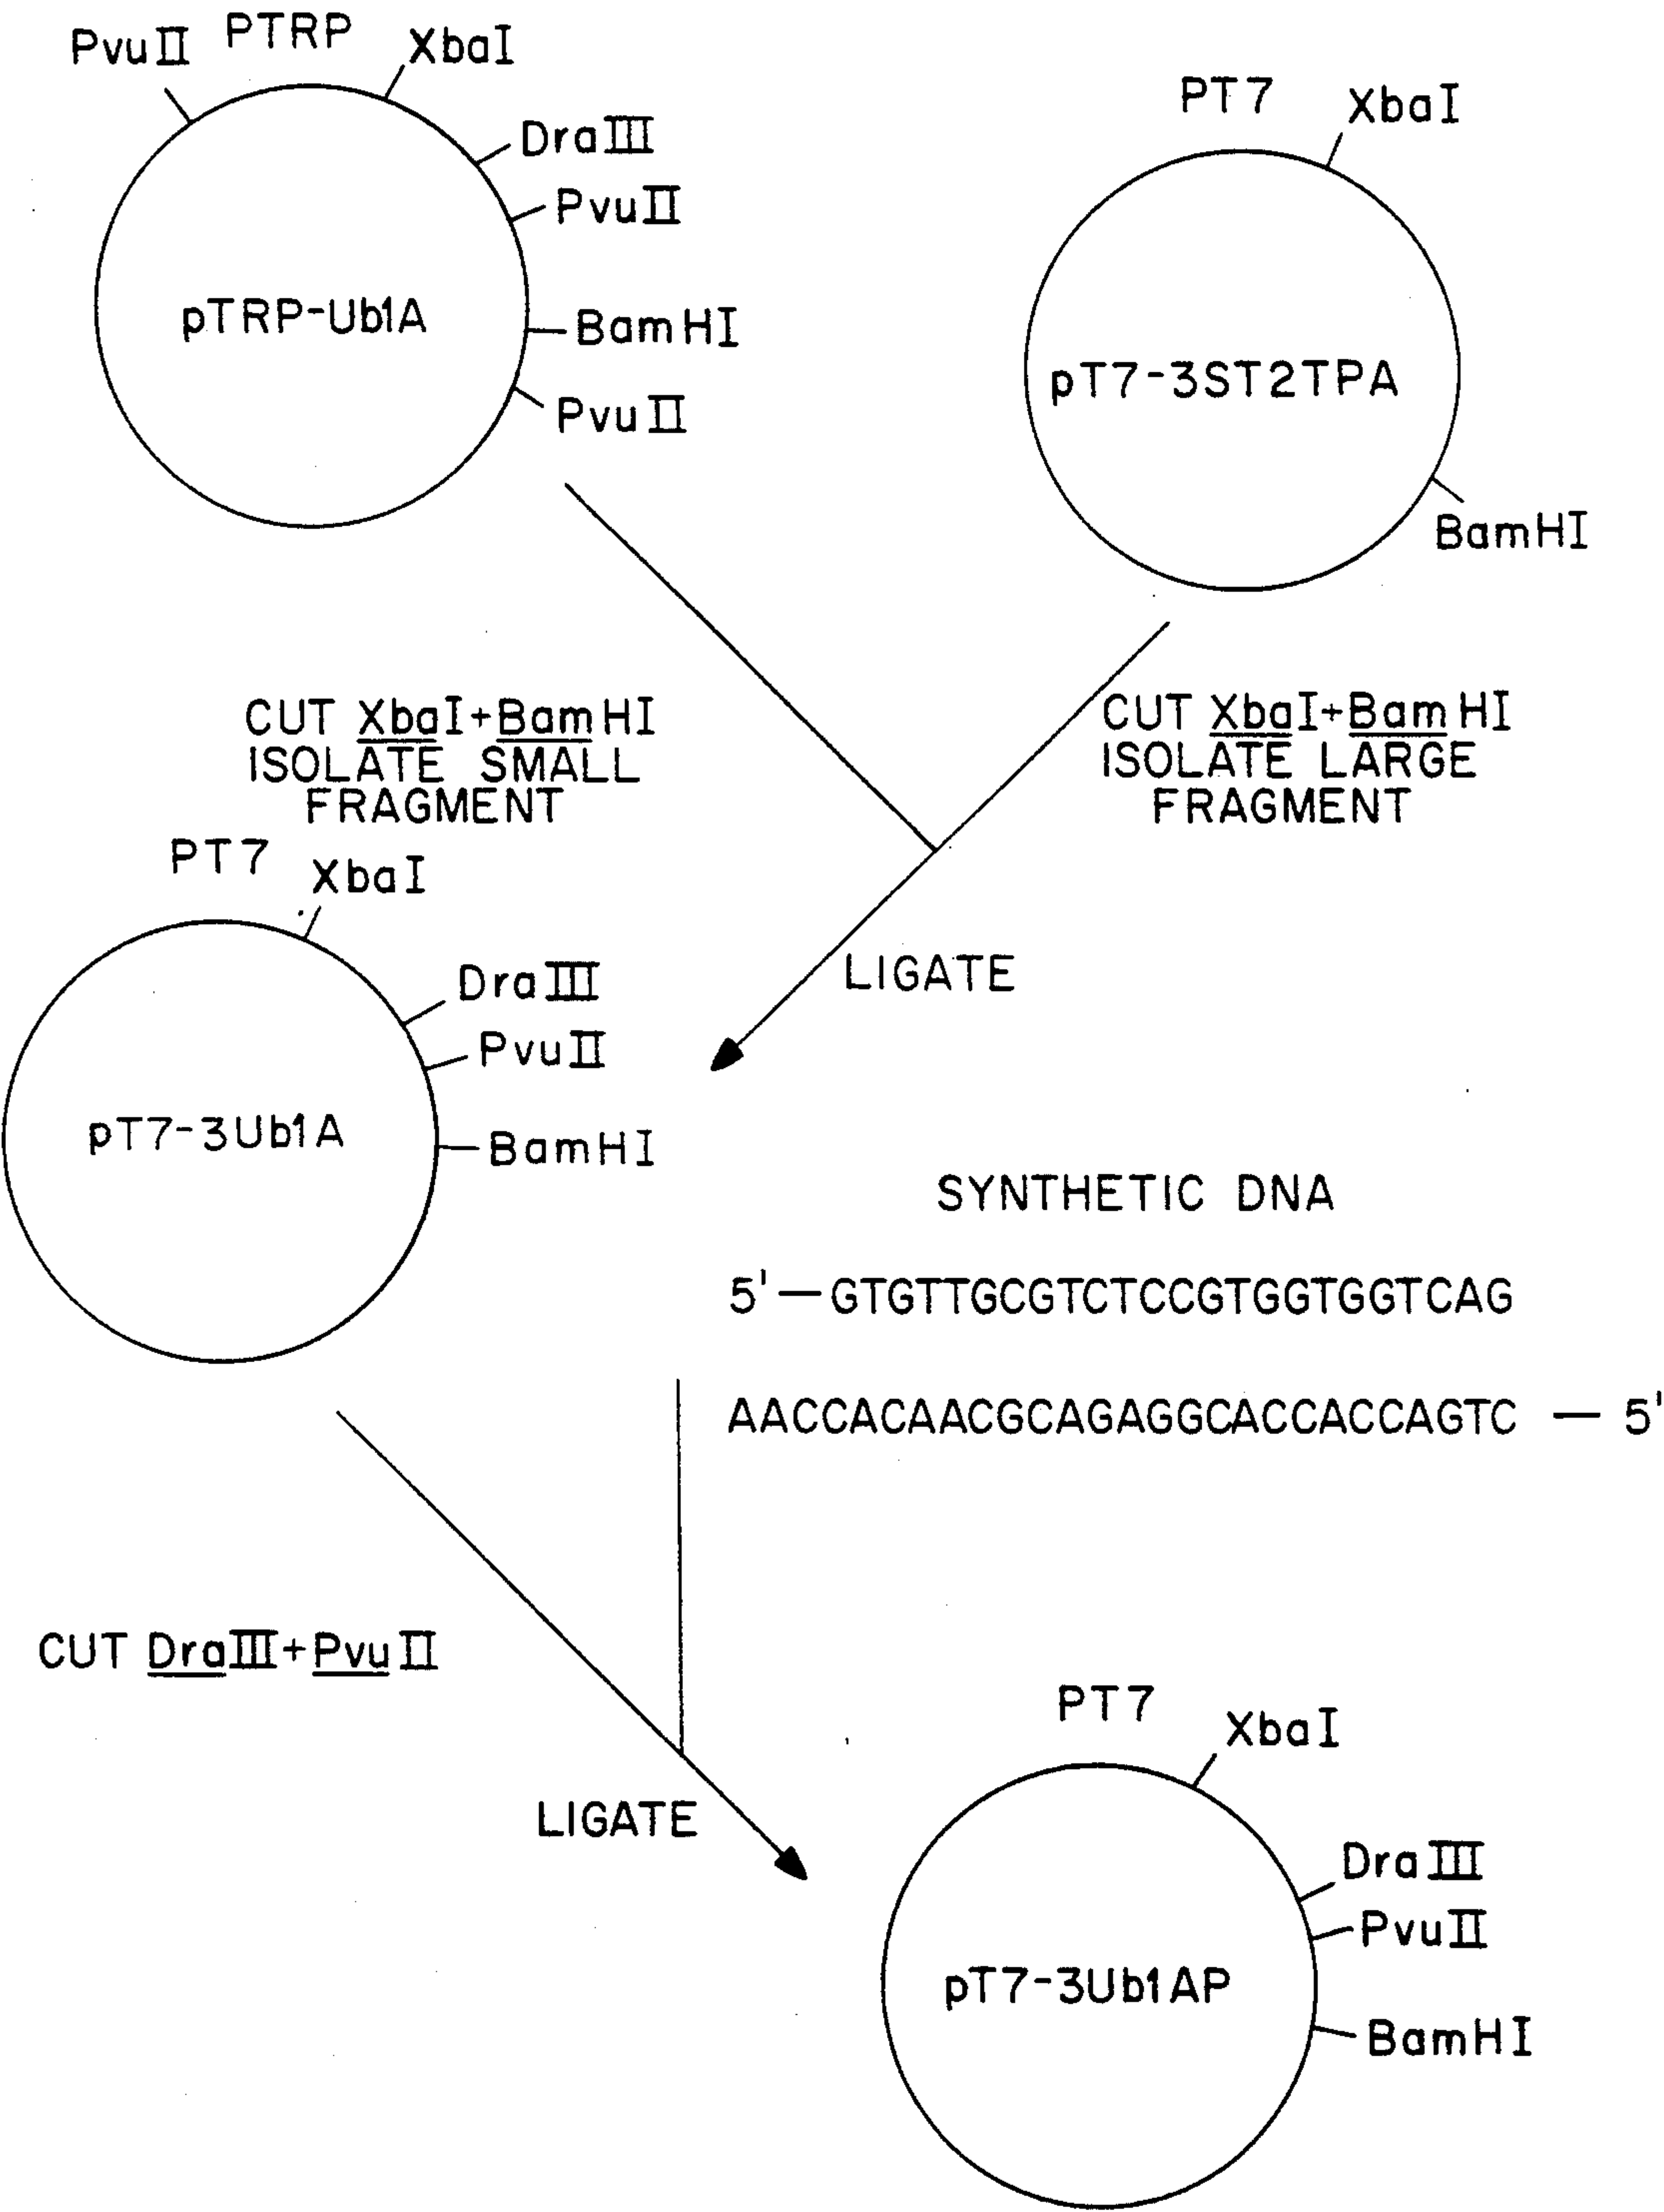 PvuII PTRP XbaI
DraIII
PvuII
pTRP-Ub1A
BamHI
PvuII
PT7 XbaI
pT7-3ST2TPA
BamHI
CUT XbaI+BamHI
ISOLATE SMALL
FRAGMENT
CUT XbaI+BamHI
ISOLATE LARGE
FRAGMENT
LIGATE
PT7 XbaI
DraIII
PvuII
pT7-3Ub1A
BamHI
SYNTHETIC DNA
5'—GTGTTGCGTCTCCGTGGTGGTCAG
AACCACAACGCAGAGGCACCACCAGTC — 5'
CUT DraIII+PvuII
LIGATE
PT7 XbaI
DraIII
PvuII
pT7-3Ub1AP
BamHI